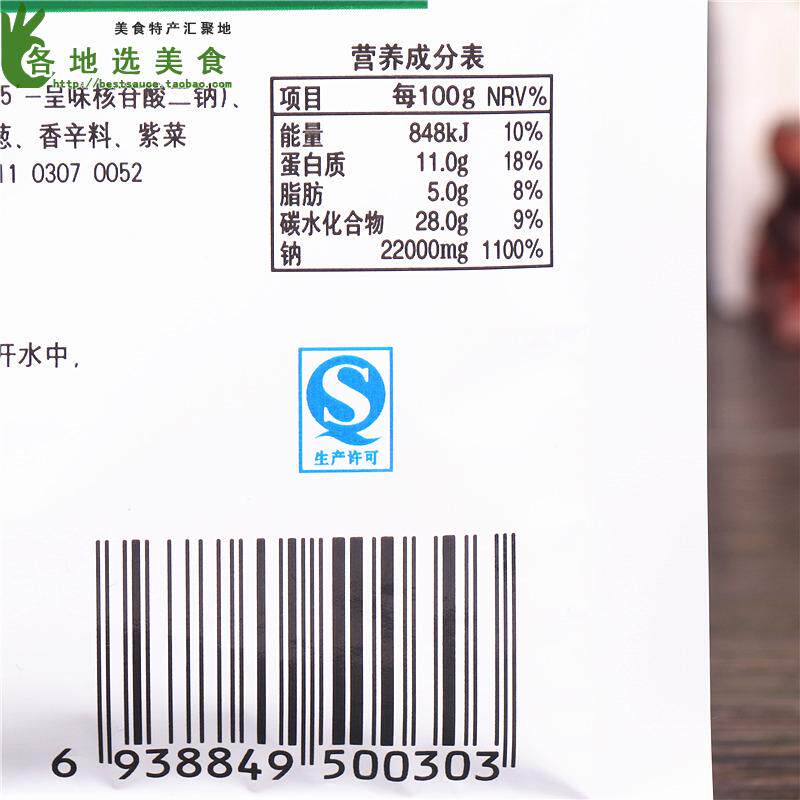 美食特产汇聚地
各地选美食
http://bestsauce.taobao.com
5－呈味核苷酸二钠)、
葱、香辛料、紫菜
11 0307 0052
开水中，
营养成分表
项目 每100g NRV%
能量 848kJ 10%
蛋白质 11.0g 18%
脂肪 5.0g 8%
碳水化合物 28.0g 9%
钠 22000mg 1100%
S
生产许可
6 938849 500303